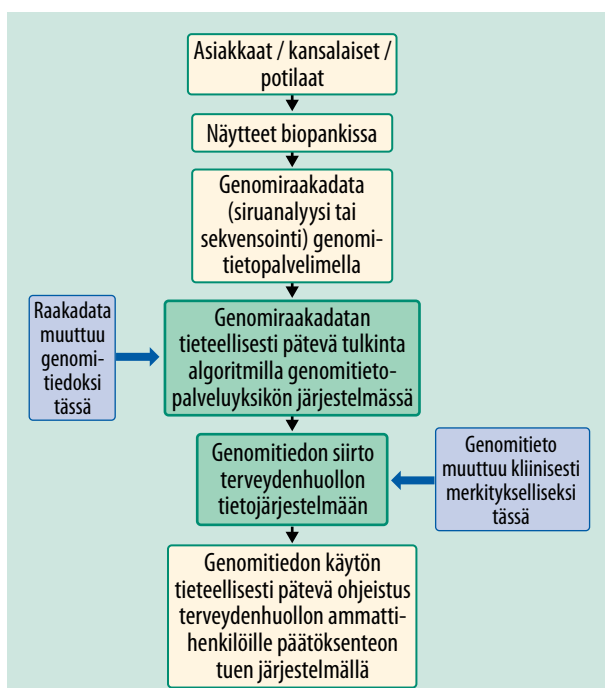 Asiakkaat / kansalaiset /
potilaat
Näytteet biopankissa
Genomiraakadata
(siruanalyysi tai
sekvensointi) genomi-
tietopalvelimella
Raakadata
muuttuu
genomi-
tiedoksi
tässä
Genomiraakadatan
tieteellisesti pätevä tulkinta
algoritmilla genomitieto-
palveluyksikön järjestelmässä
Genomitiedon siirto
terveydenhuollon
tietojärjestelmään
Genomitieto
muuttuu kliinisesti
merkitykselliseksi
tässä
Genomitiedon käytön
tieteellisesti pätevä ohjeistus
terveydenhuollon ammatti-
henkilöille päätöksenteon
tuen järjestelmällä